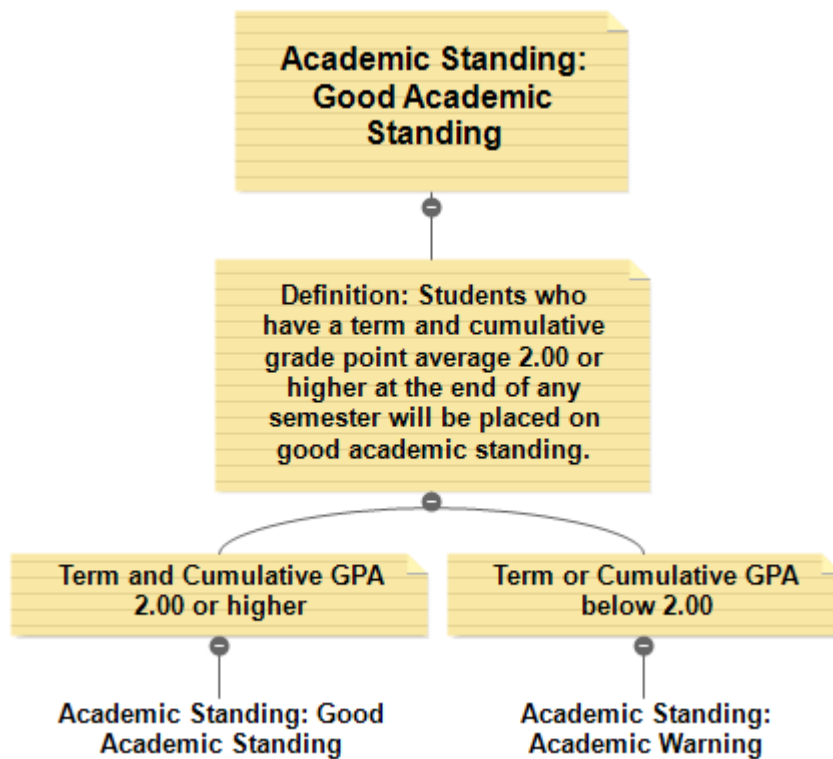 Academic Standing:
Good Academic
Standing
Definition: Students who
have a term and cumulative
grade point average 2.00 or
higher at the end of any
semester will be placed on
good academic standing.
Term and Cumulative GPA
2.00 or higher
Term or Cumulative GPA
below 2.00
Academic Standing: Good
Academic Standing
Academic Standing:
Academic Warning